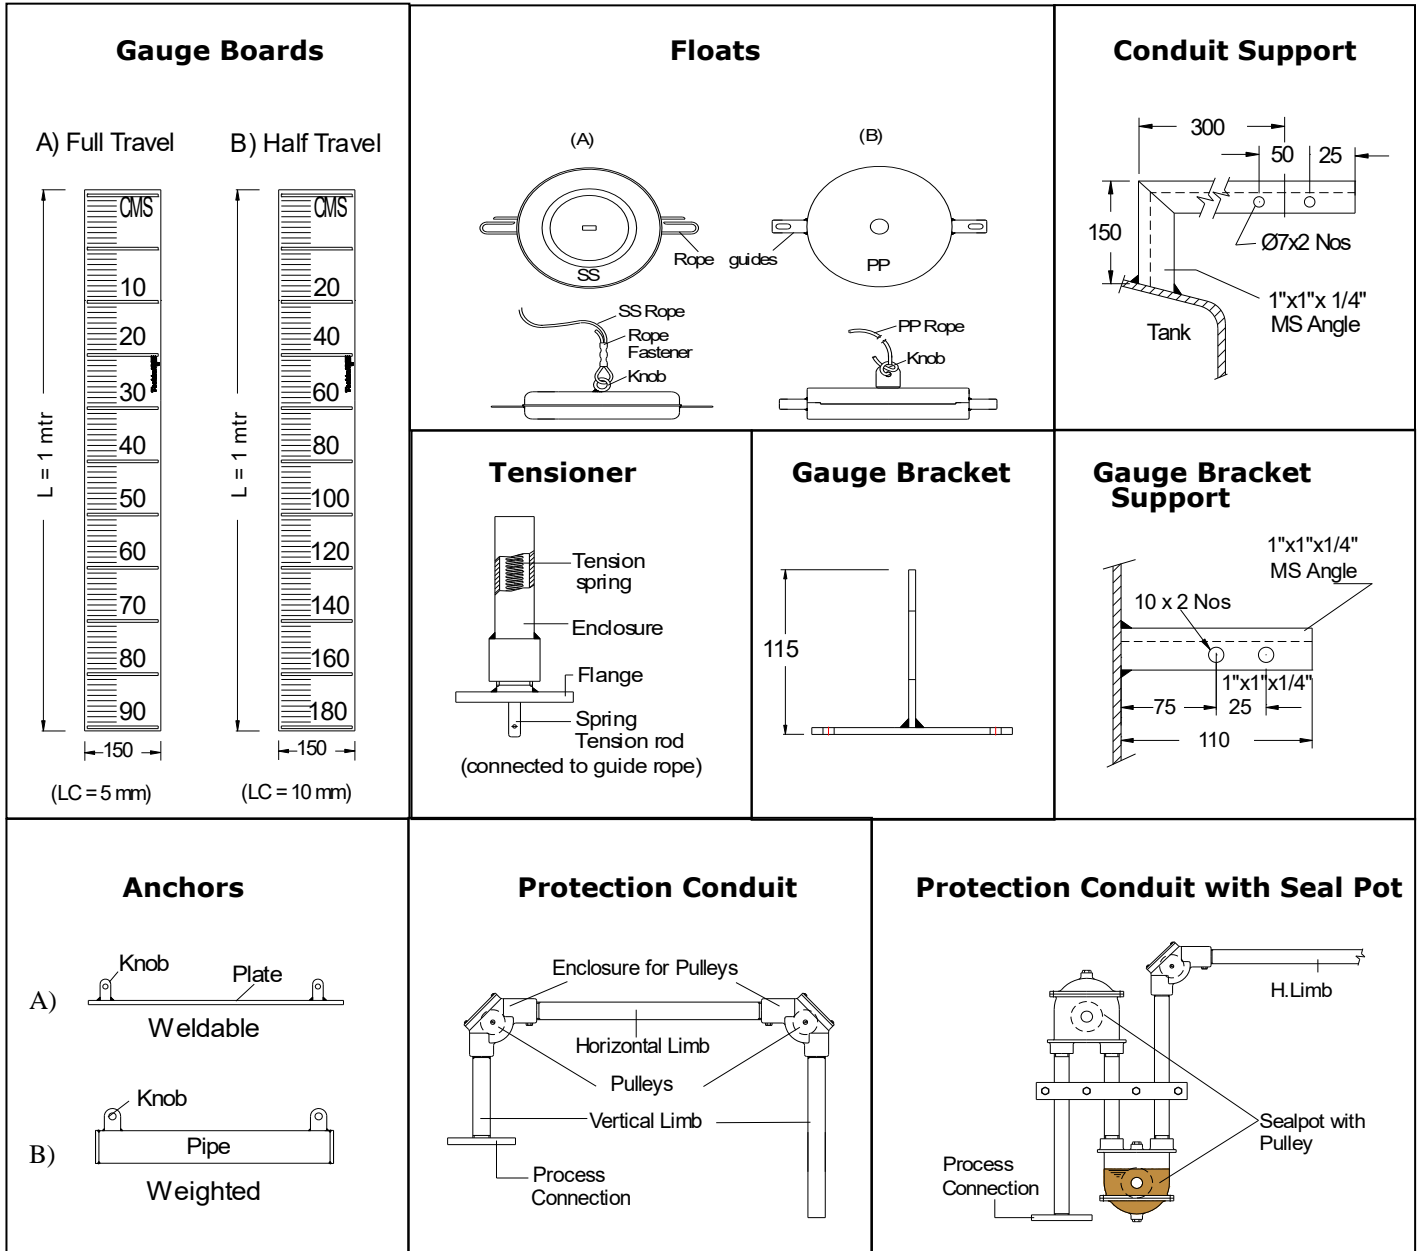 Gauge Boards
A) Full Travel
B) Half Travel
CMS
10
20
30
40
50
60
70
80
90
L = 1 mtr
150
(LC = 5 mm)
CMS
20
40
60
80
100
120
140
160
180
L = 1 mtr
150
(LC = 10 mm)
Floats
(A)
(B)
SS
PP
Rope guides
SS Rope
Rope
Fastener
Knob
PP Rope
Knob
Conduit Support
300
50
25
150
Ø7x2 Nos
1"x1"x 1/4"
MS Angle
Tank
Tensioner
Tension
spring
Enclosure
Flange
Spring
Tension rod
(connected to guide rope)
Gauge Bracket
115
Gauge Bracket
Support
1"x1"x1/4"
MS Angle
10 x 2 Nos
1"x1"x1/4"
75
25
110
Anchors
A)
Knob
Plate
Weldable
B)
Knob
Pipe
Weighted
Protection Conduit
Enclosure for Pulleys
Horizontal Limb
Pulleys
Vertical Limb
Process
Connection
Protection Conduit with Seal Pot
H.Limb
Sealpot with
Pulley
Process
Connection